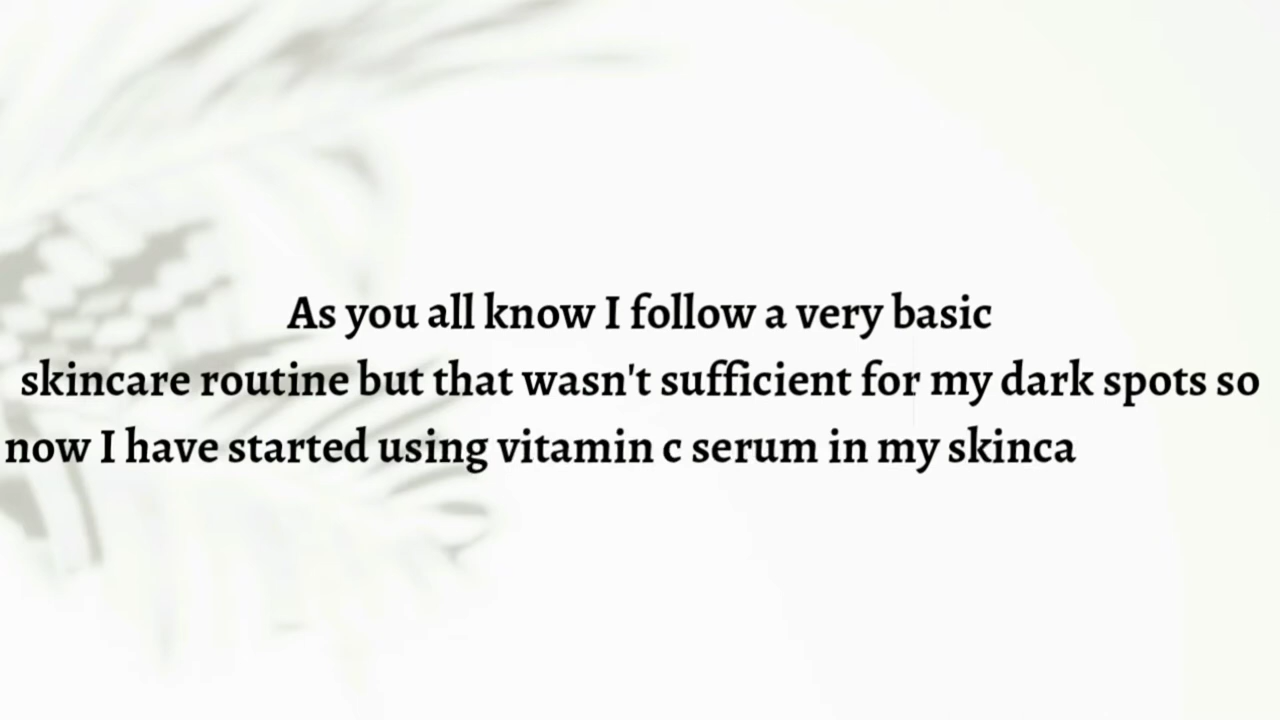 As you all know I follow a very basic
skincare routine but that wasn't sufficient for my dark spots so
now I have started using vitamin c serum in my skinca